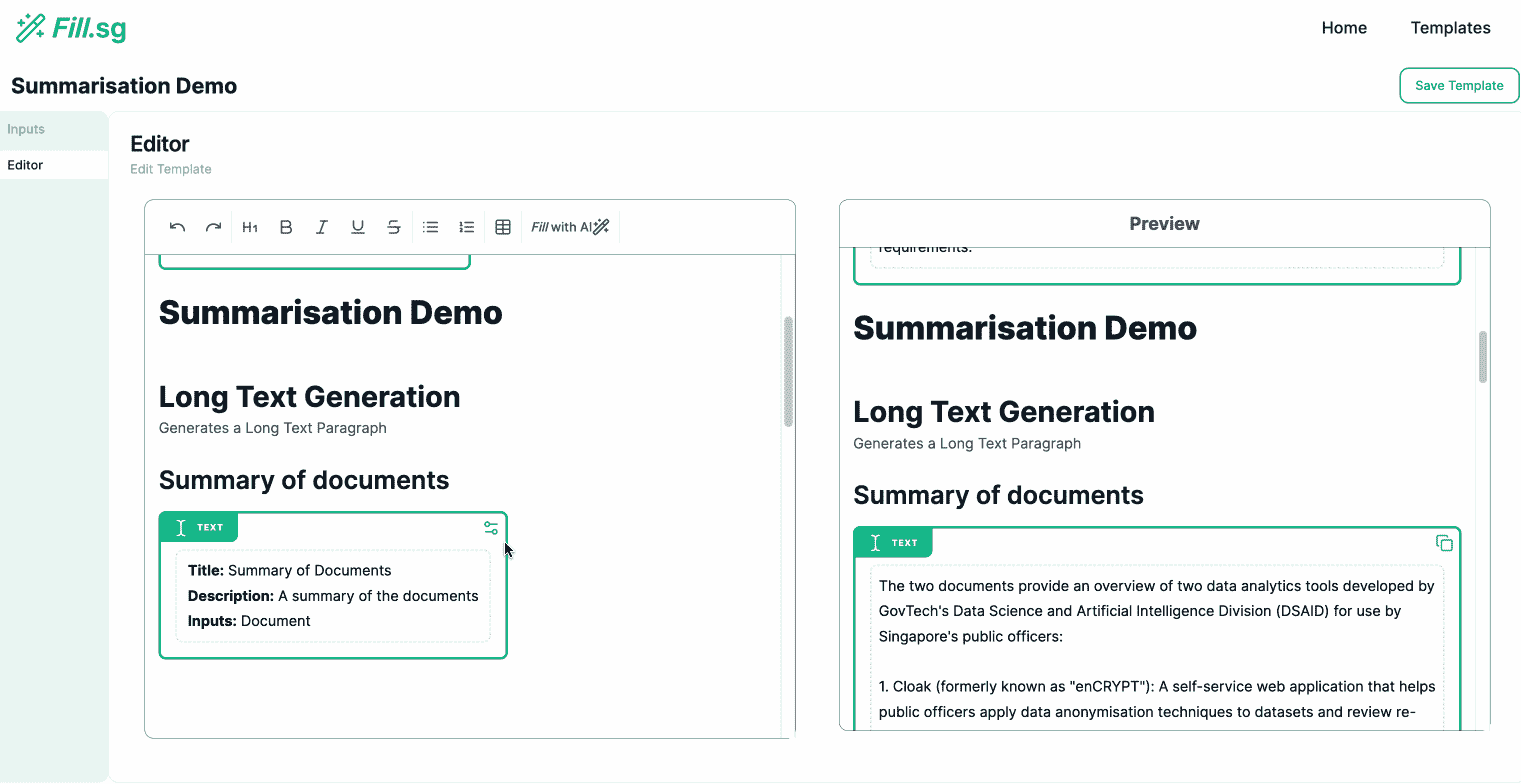 Fill.sg
Home
Templates
Summarisation Demo
Save Template
Inputs
Editor
Editor
Edit Template
H1
B
I
U
S
Fill with AI
Summarisation Demo
Long Text Generation
Generates a Long Text Paragraph
Summary of documents
TEXT
Title: Summary of Documents
Description: A summary of the documents
Inputs: Document
Preview
requirements.
Summarisation Demo
Long Text Generation
Generates a Long Text Paragraph
Summary of documents
TEXT
The two documents provide an overview of two data analytics tools developed by
GovTech's Data Science and Artificial Intelligence Division (DSAID) for use by
Singapore's public officers:
1. Cloak (formerly known as "enCRYPT"): A self-service web application that helps
public officers apply data anonymisation techniques to datasets and review re-